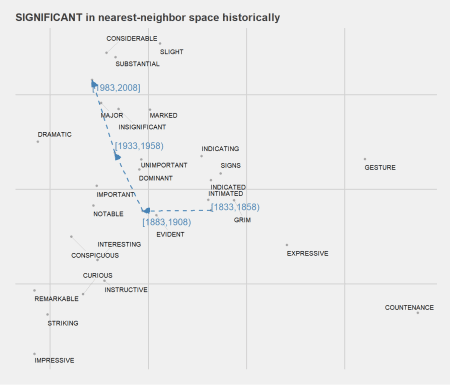 SIGNIFICANT in nearest-neighbor space historically
CONSIDERABLE
SLIGHT
SUBSTANTIAL
[1983,2008]
MAJOR
MARKED
INSIGNIFICANT
DRAMATIC
[1933,1958)
INDICATING
UNIMPORTANT
SIGNS
GESTURE
DOMINANT
INDICATED
IMPORTANT
INTIMATED
NOTABLE
[1833,1858)
[1883,1908)
GRIM
EVIDENT
INTERESTING
EXPRESSIVE
CONSPICUOUS
CURIOUS
INSTRUCTIVE
REMARKABLE
COUNTENANCE
STRIKING
IMPRESSIVE